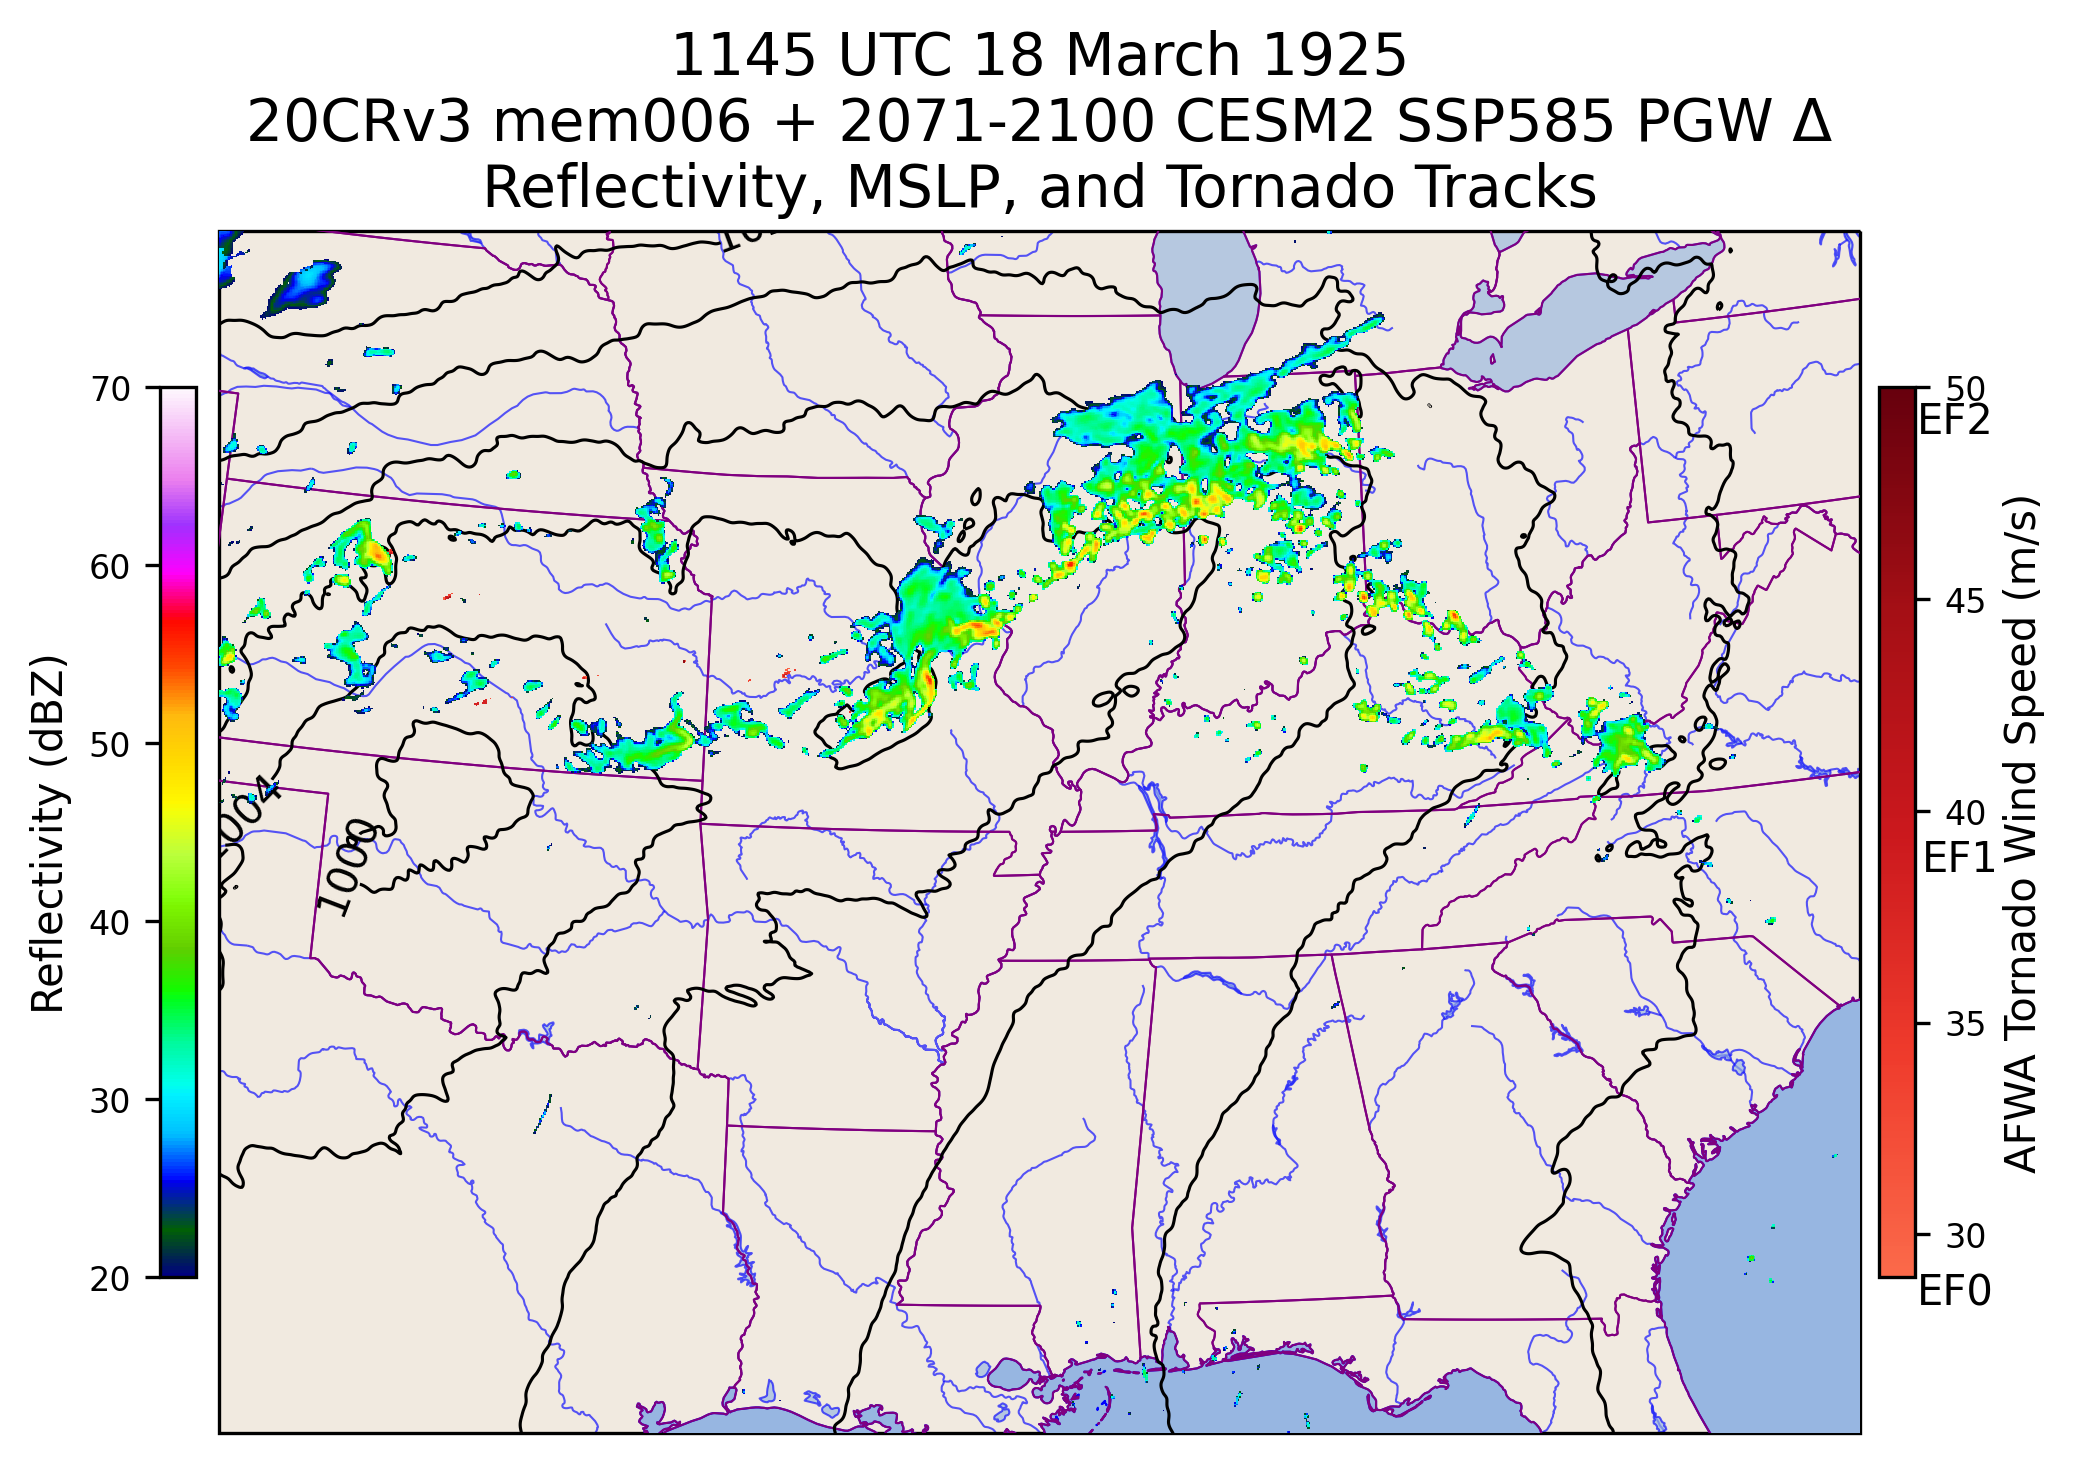 1145 UTC 18 March 1925
20CRv3 mem006 + 2071-2100 CESM2 SSP585 PGW Δ
Reflectivity, MSLP, and Tornado Tracks
70
60
50
40
30
20
Reflectivity (dBZ)
1000
50
EF2
45
40
EF1
35
30
EF0
AFWA Tornado Wind Speed (m/s)